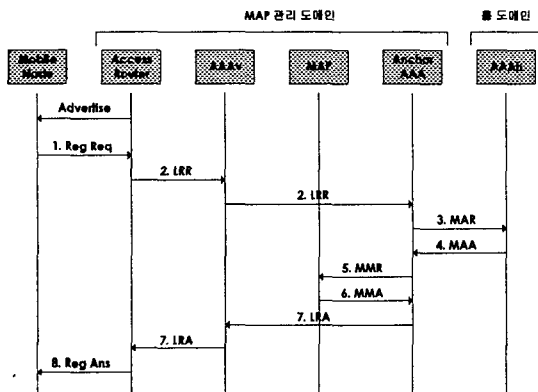 MAP 관리 도메인
홈 도메인
Mobile Node
Access Router
AAAv
MAP
Anchor AAA
AAAh
Advertise
1. Reg Req
2. LRR
2. LRR
3. MAR
4. MAA
5. MMR
6. MMA
7. LRA
7. LRA
8. Reg Ans